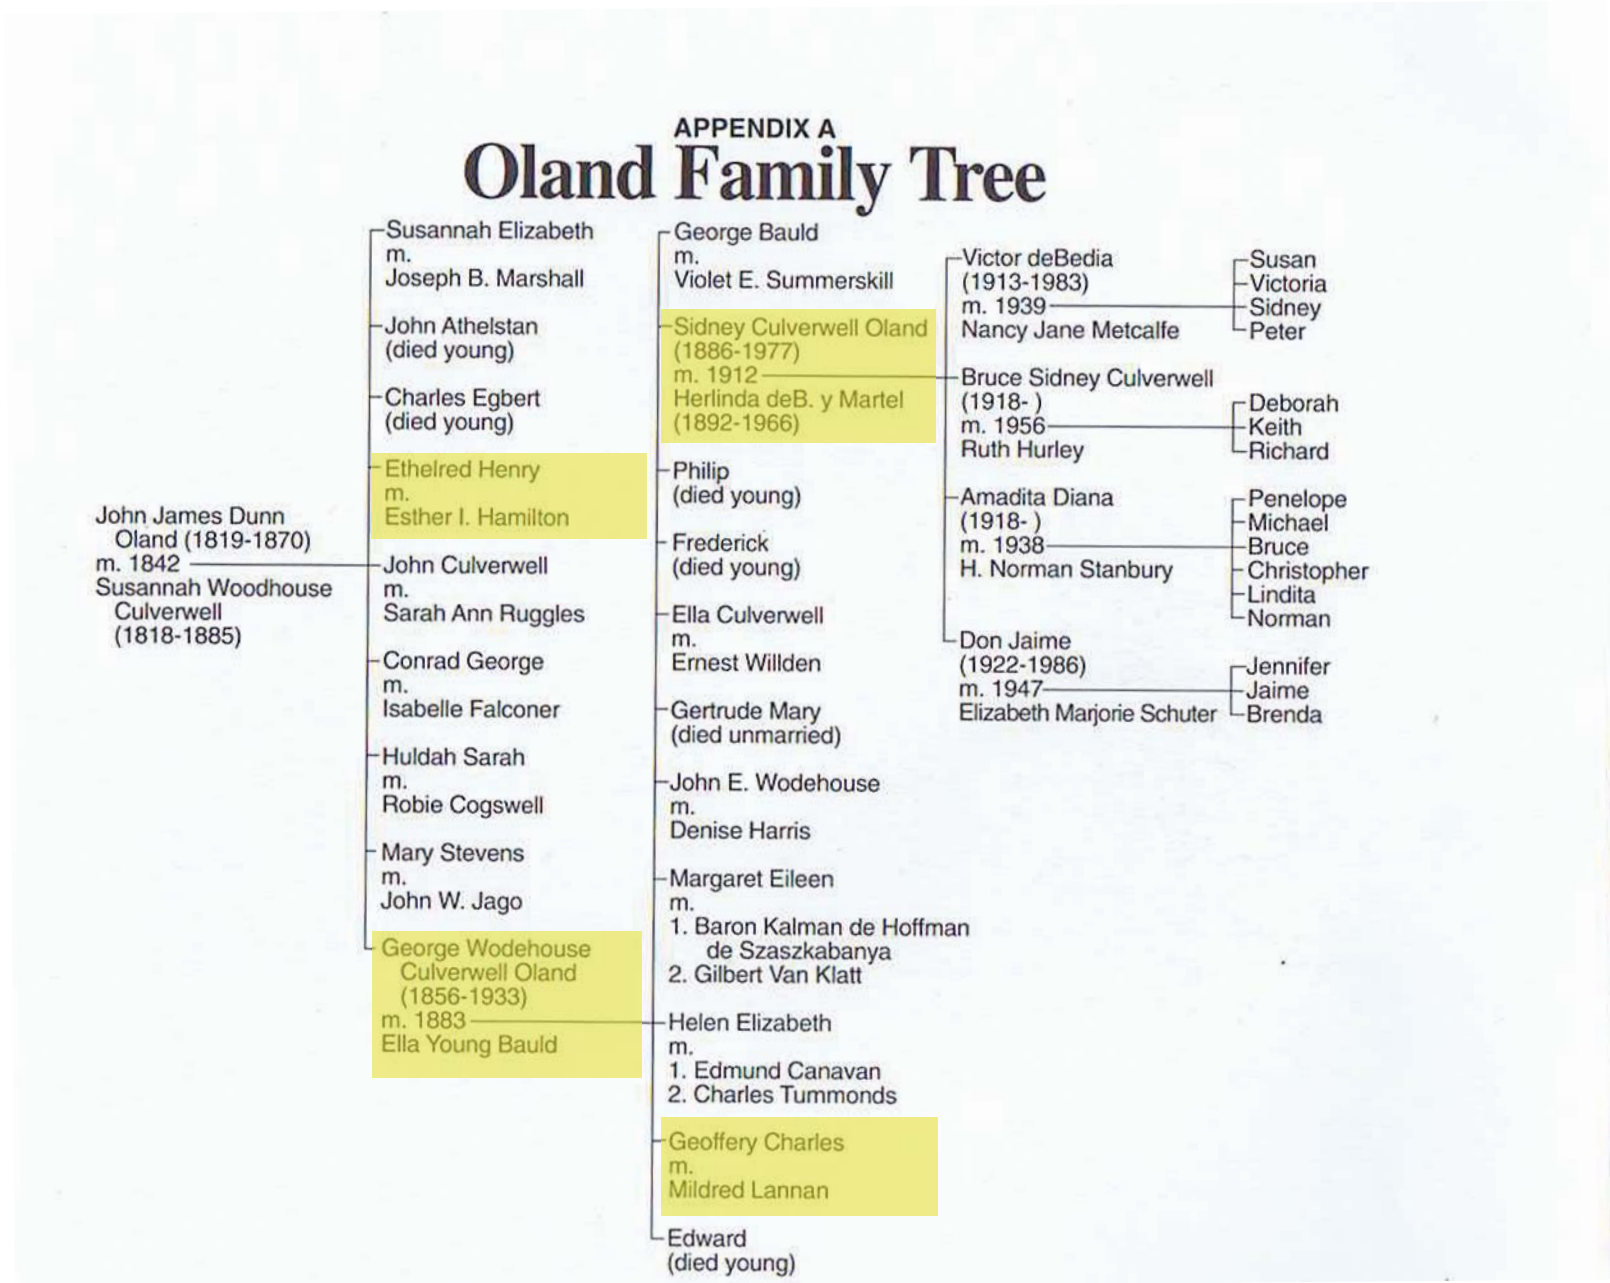 APPENDIX A
Oland Family Tree
John James Dunn
Oland (1819-1870)
m. 1842
Susannah Woodhouse
Culverwell
(1818-1885)
Susannah Elizabeth
m.
Joseph B. Marshall
John Athelstan
(died young)
Charles Egbert
(died young)
Ethelred Henry
m.
Esther I. Hamilton
John Culverwell
m.
Sarah Ann Ruggles
Conrad George
m.
Isabelle Falconer
Huldah Sarah
m.
Robie Cogswell
Mary Stevens
m.
John W. Jago
George Wodehouse
Culverwell Oland
(1856-1933)
m. 1883
Ella Young Bauld
George Bauld
m.
Violet E. Summerskill
Sidney Culverwell Oland
(1886-1977)
m. 1912
Herlinda deB. y Martel
(1892-1966)
Philip
(died young)
Frederick
(died young)
Ella Culverwell
m.
Ernest Willden
Gertrude Mary
(died unmarried)
John E. Wodehouse
m.
Denise Harris
Margaret Eileen
m.
1. Baron Kalman de Hoffman
de Szaszkabanya
2. Gilbert Van Klatt
Helen Elizabeth
m.
1. Edmund Canavan
2. Charles Tummonds
Geoffery Charles
m.
Mildred Lannan
Edward
(died young)
Victor deBedia
(1913-1983)
m. 1939
Nancy Jane Metcalfe
Bruce Sidney Culverwell
(1918- )
m. 1956
Ruth Hurley
Amadita Diana
(1918- )
m. 1938
H. Norman Stanbury
Don Jaime
(1922-1986)
m. 1947
Elizabeth Marjorie Schuter
Susan
Victoria
Sidney
Peter
Deborah
Keith
Richard
Penelope
Michael
Bruce
Christopher
Lindita
Norman
Jennifer
Jaime
Brenda